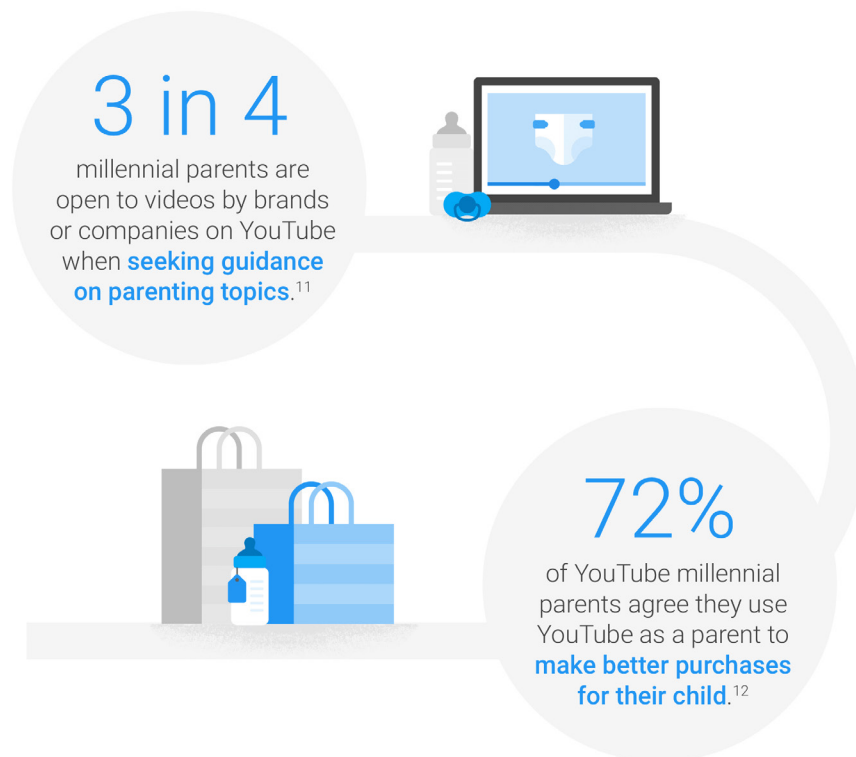 3 in 4
millennial parents are
open to videos by brands
or companies on YouTube
when seeking guidance
on parenting topics.¹¹
72%
of YouTube millennial
parents agree they use
YouTube as a parent to
make better purchases
for their child.¹²